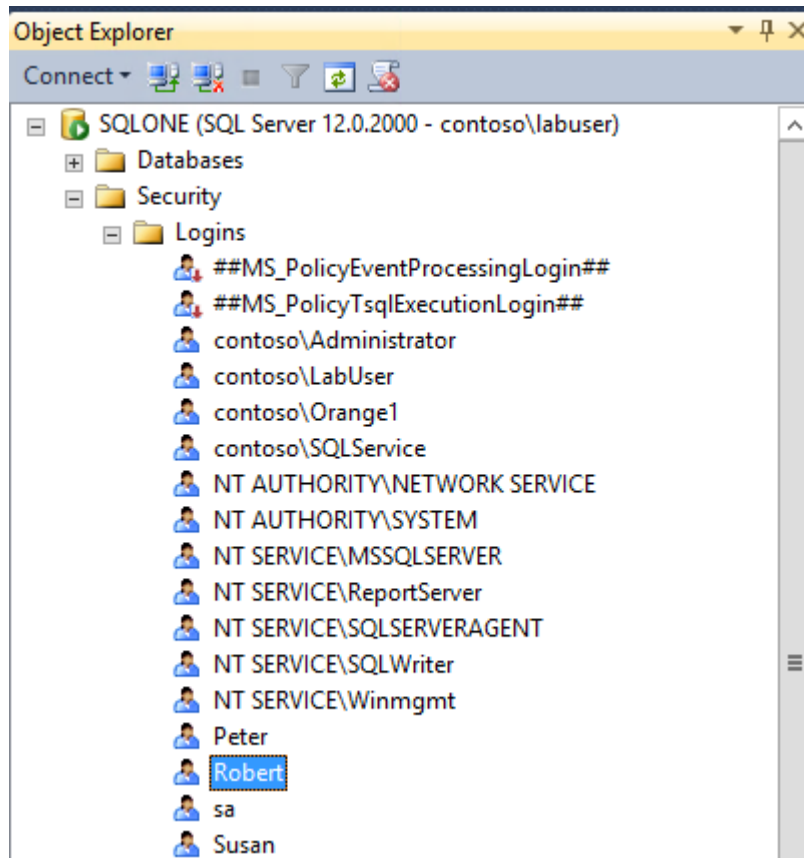 Object Explorer
Connect
SQLONE (SQL Server 12.0.2000 - contoso\labuser)
Databases
Security
Logins
##MS_PolicyEventProcessingLogin##
##MS_PolicyTsqlExecutionLogin##
contoso\Administrator
contoso\LabUser
contoso\Orange1
contoso\SQLService
NT AUTHORITY\NETWORK SERVICE
NT AUTHORITY\SYSTEM
NT SERVICE\MSSQLSERVER
NT SERVICE\ReportServer
NT SERVICE\SQLSERVERAGENT
NT SERVICE\SQLWriter
NT SERVICE\Winmgmt
Peter
Robert
sa
Susan